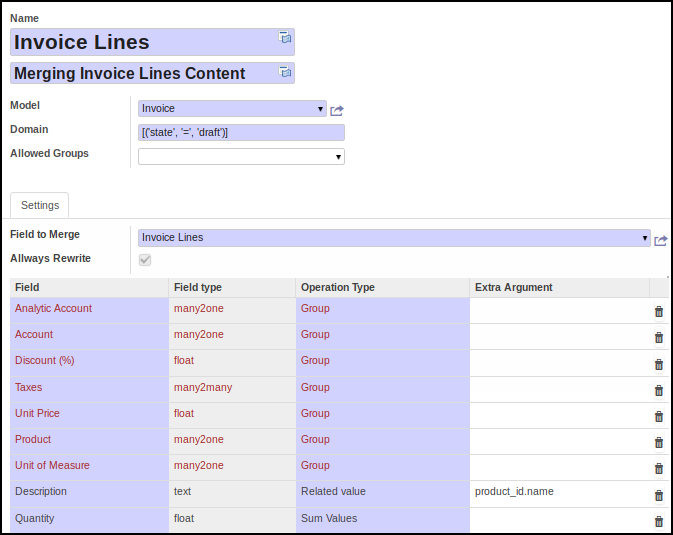 Name
Invoice Lines
Merging Invoice Lines Content
Model Invoice
Domain [('state', '=', 'draft')]
Allowed Groups
Settings
Field to Merge Invoice Lines
Allways Rewrite
Field Field type Operation Type Extra Argument
Analytic Account many2one Group
Account many2one Group
Discount (%) float Group
Taxes many2many Group
Unit Price float Group
Product many2one Group
Unit of Measure many2one Group
Description text Related value product_id.name
Quantity float Sum Values